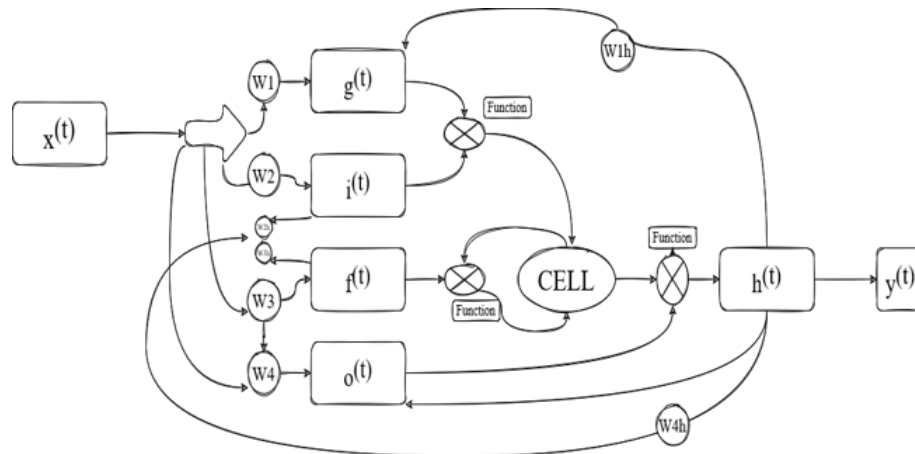 W1h
W1
g(t)
Function
x(t)
W2
i(t)
Function
f(t)
CELL
h(t)
y(t)
Function
W3
W4
o(t)
W4h